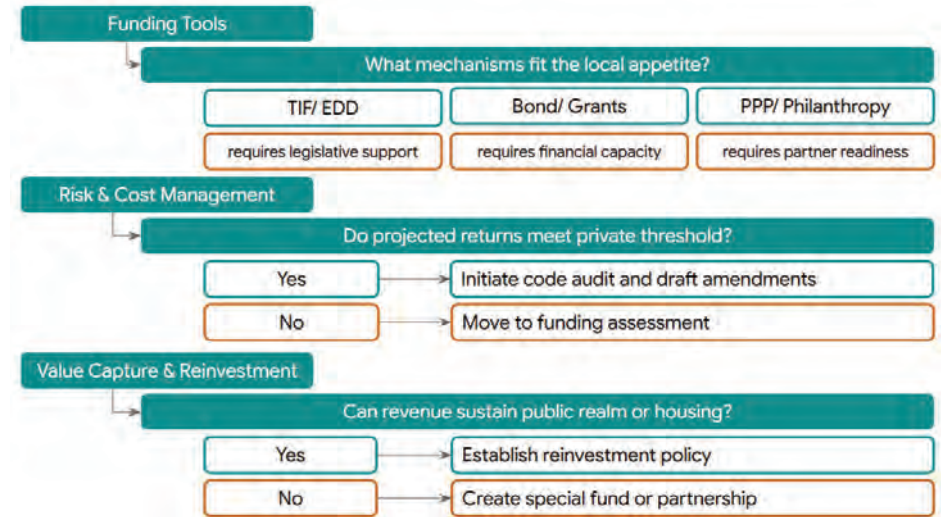 Funding Tools
What mechanisms fit the local appetite?
TIF/ EDD
Bond/ Grants
PPP/ Philanthropy
requires legislative support
requires financial capacity
requires partner readiness
Risk & Cost Management
Do projected returns meet private threshold?
Yes
Initiate code audit and draft amendments
No
Move to funding assessment
Value Capture & Reinvestment
Can revenue sustain public realm or housing?
Yes
Establish reinvestment policy
No
Create special fund or partnership